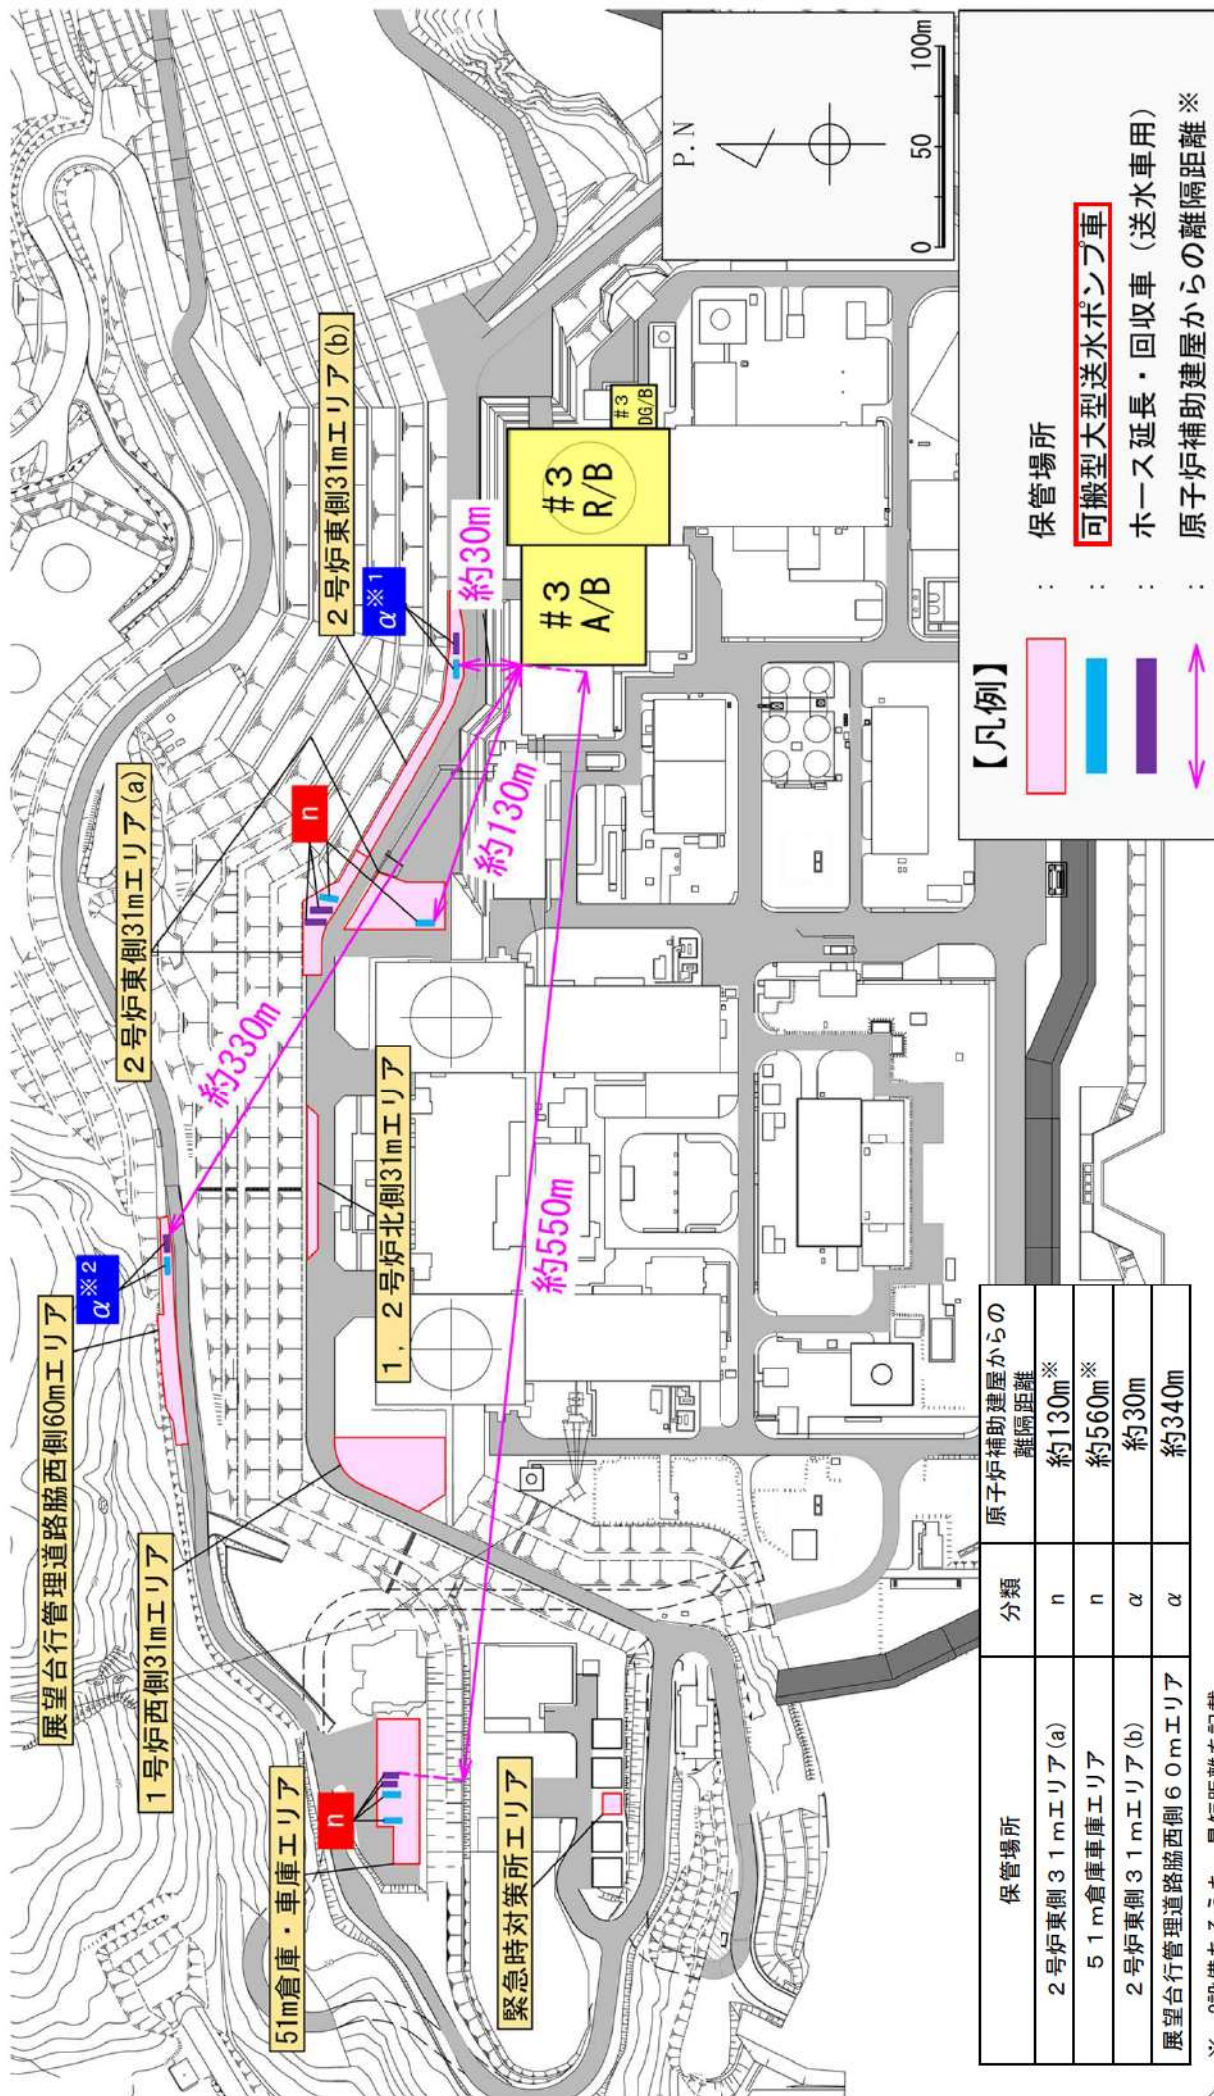 展望台行管理道路脇西側60mエリア
α※2
2号炉東側31mエリア(a)
2号炉東側31mエリア(b)
α※1
1号炉西側31mエリア
n
約330m
約30m
51m倉庫・車庫エリア
n
1，2号炉北側31mエリア
約130m
#3
A/B
#3
R/B
#3
DG/B
約550m
緊急時対策所エリア
P.N
0 50 100m
【凡例】
： 保管場所
： 可搬型大型送水ポンプ車
： ホース延長・回収車（送水車用）
： 原子炉補助建屋からの離隔距離※
保管場所 分類 原子炉補助建屋からの
離隔距離
2号炉東側31mエリア(a) n 約130m※
51m倉庫車庫エリア n 約560m※
2号炉東側31mエリア(b) α 約30m
展望台行管理道路脇西側60mエリア α 約340m